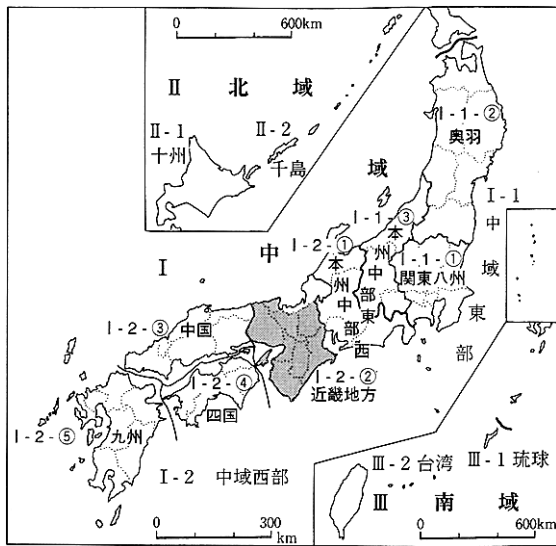 0 600km
II 北域
II-1
十州
II-2
千島
I 中域
I-1-②
奥羽
I-1
中域東部
I-1-③
本州中部東
I-2-①
本州中部西
I-1-①
関東八州
I-2-③
中国
I-2-②
近畿地方
I-2-④
四国
I-2-⑤
九州
I-2 中域西部
III-2 台湾
III-1 琉球
III 南域
0 300
km
0 600km